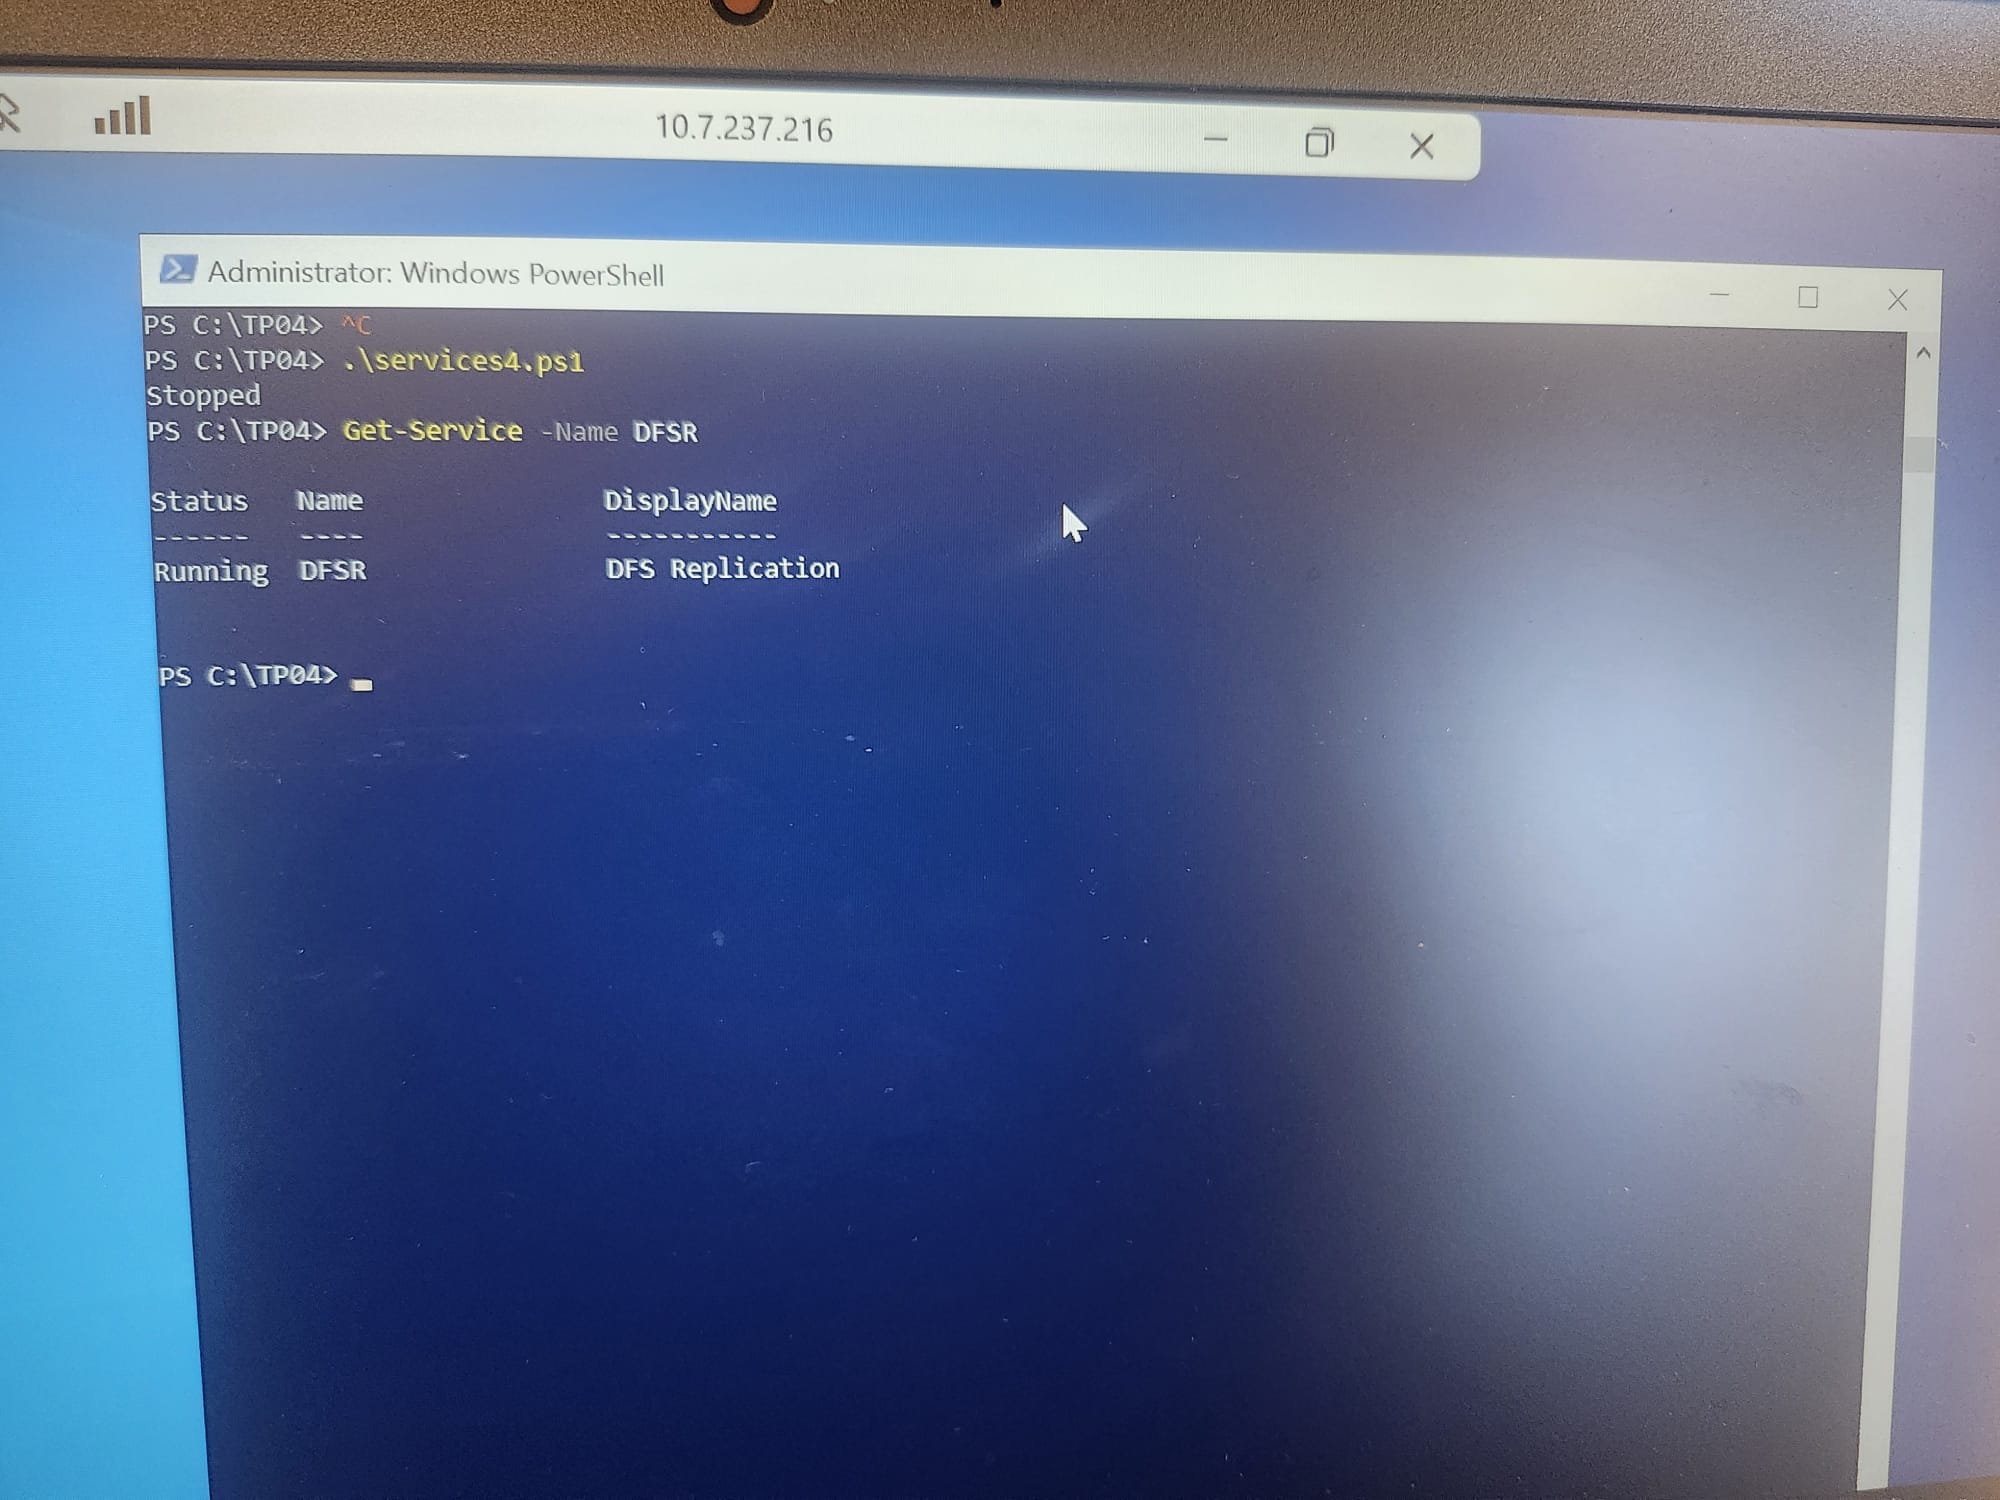 10.7.237.216
Administrator: Windows PowerShell
PS C:\TP04> ^C
PS C:\TP04> .\services4.ps1
Stopped
PS C:\TP04> Get-Service -Name DFSR
Status   Name               DisplayName
------   ----               -----------
Running  DFSR               DFS Replication
PS C:\TP04>